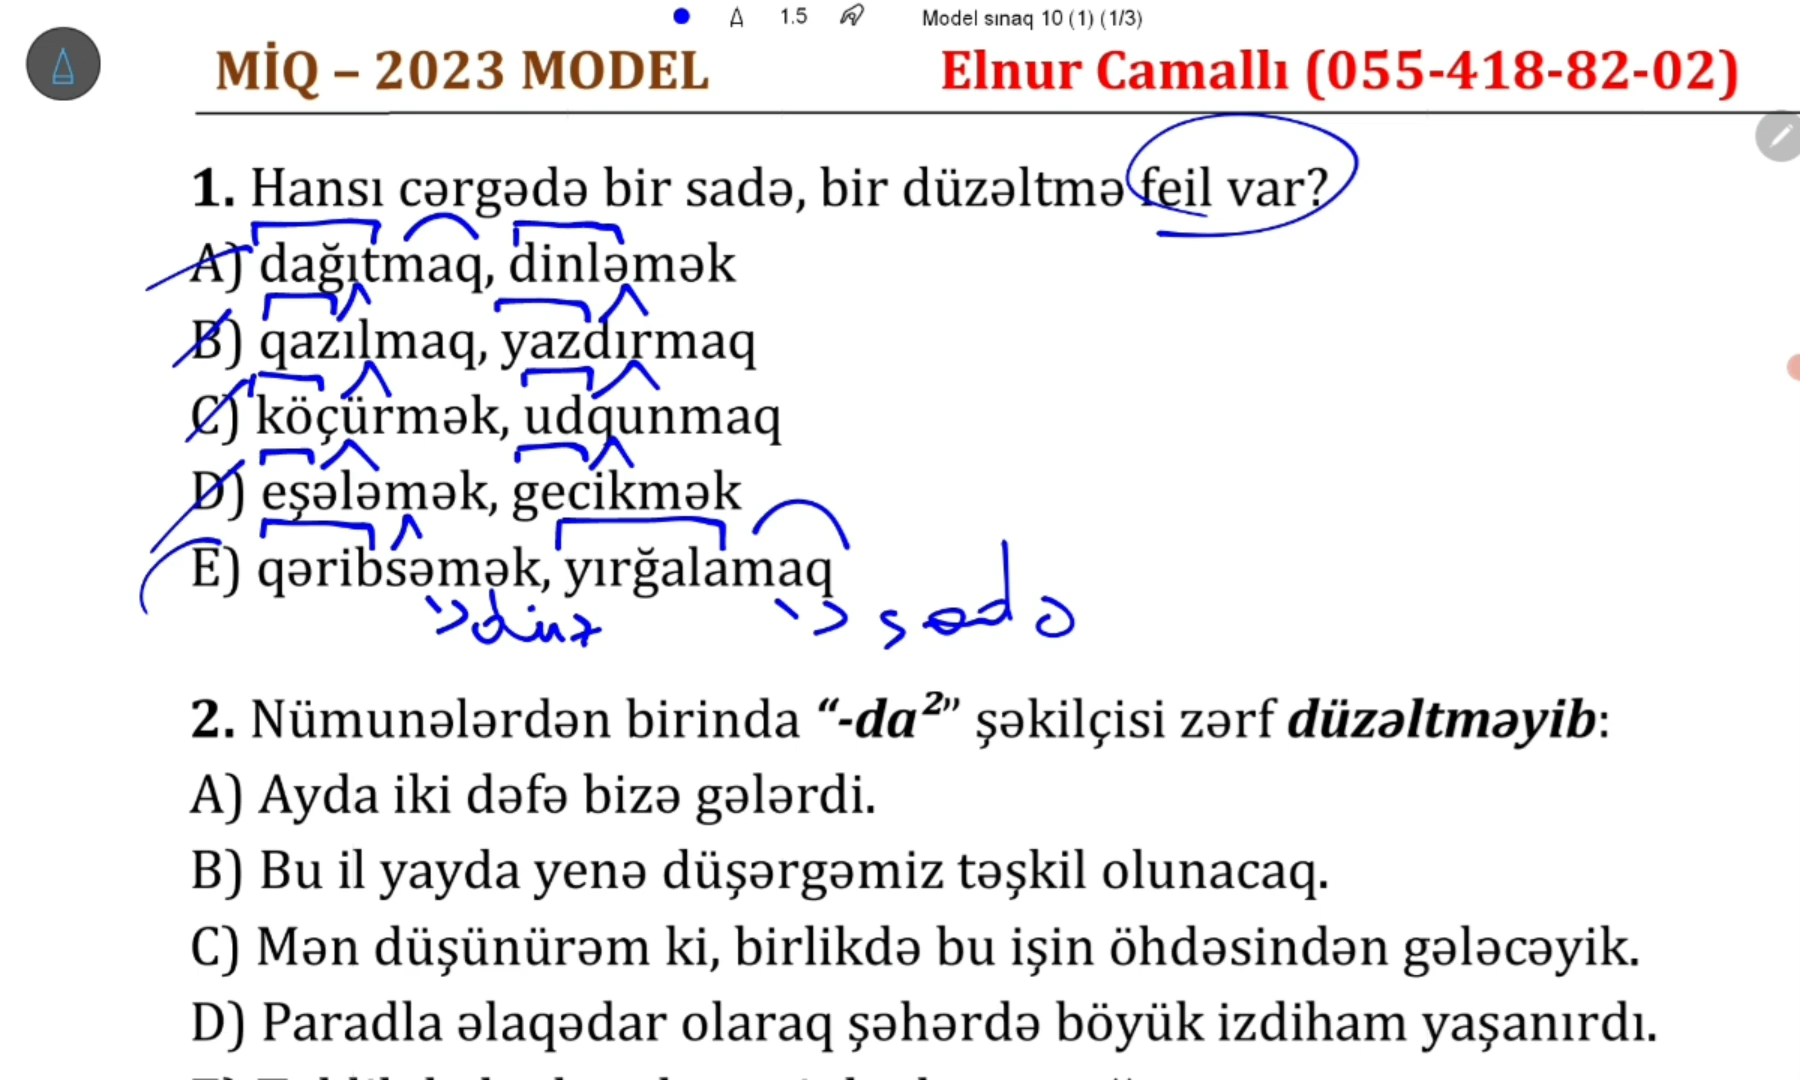 Model sınaq 10 (1) (1/3)
1.5
MİQ – 2023 MODEL
Elnur Camallı (055-418-82-02)
1. Hansı cərgədə bir sadə, bir düzəltmə feil var?
A) dağıtmaq, dinləmək
B) qazılmaq, yazdırmaq
C) köçürmək, udqunmaq
D) eşələmək, gecikmək
E) qəribsəmək, yırğalamaq
düz
sadə
2. Nümunələrdən birində “-da²” şəkilçisi zərf düzəltməyib:
A) Ayda iki dəfə bizə gələrdi.
B) Bu il yayda yenə düşərgəmiz təşkil olunacaq.
C) Mən düşünürəm ki, birlikdə bu işin öhdəsindən gələcəyik.
D) Paradla əlaqədar olaraq şəhərdə böyük izdiham yaşanırdı.